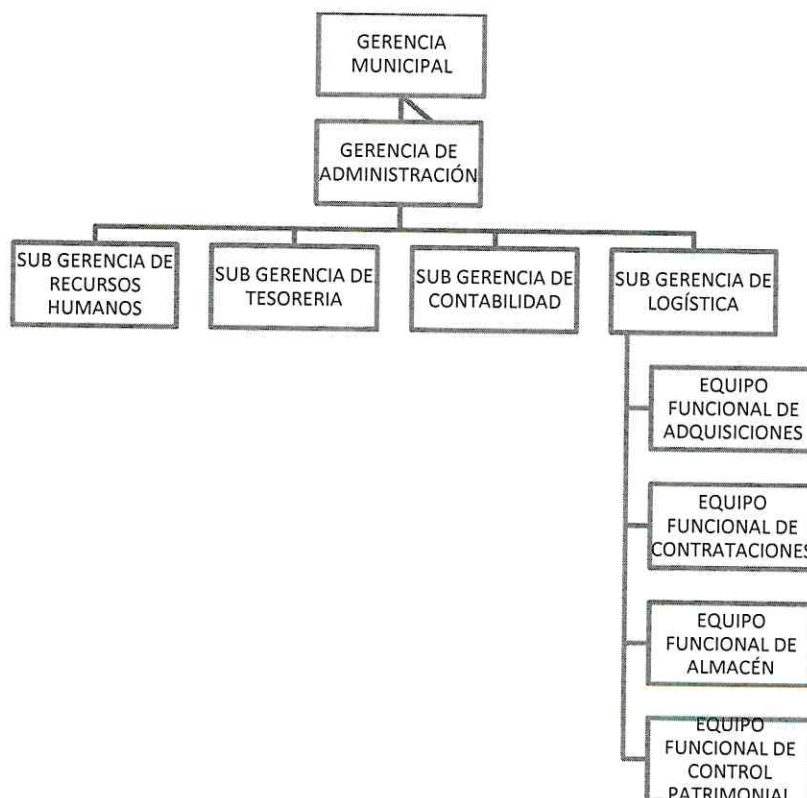 GERENCIA
MUNICIPAL
GERENCIA DE
ADMINISTRACIÓN
SUB GERENCIA DE
RECURSOS
HUMANOS
SUB GERENCIA DE
TESORERIA
SUB GERENCIA DE
CONTABILIDAD
SUB GERENCIA DE
LOGÍSTICA
EQUIPO
FUNCIONAL DE
ADQUISICIONES
EQUIPO
FUNCIONAL DE
CONTRATACIONES
EQUIPO
FUNCIONAL DE
ALMACÉN
EQUIPO
FUNCIONAL DE
CONTROL
PATRIMONIAL